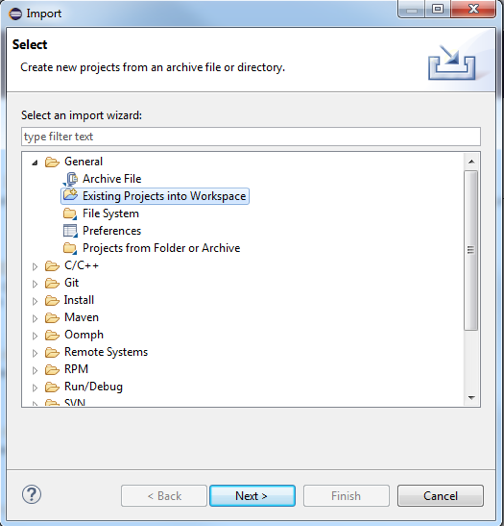 Import
Select
Create new projects from an archive file or directory.
Select an import wizard:
type filter text
General
Archive File
Existing Projects into Workspace
File System
Preferences
Projects from Folder or Archive
C/C++
Git
Install
Maven
Oomph
Remote Systems
RPM
Run/Debug
SVN
?
< Back
Next >
Finish
Cancel